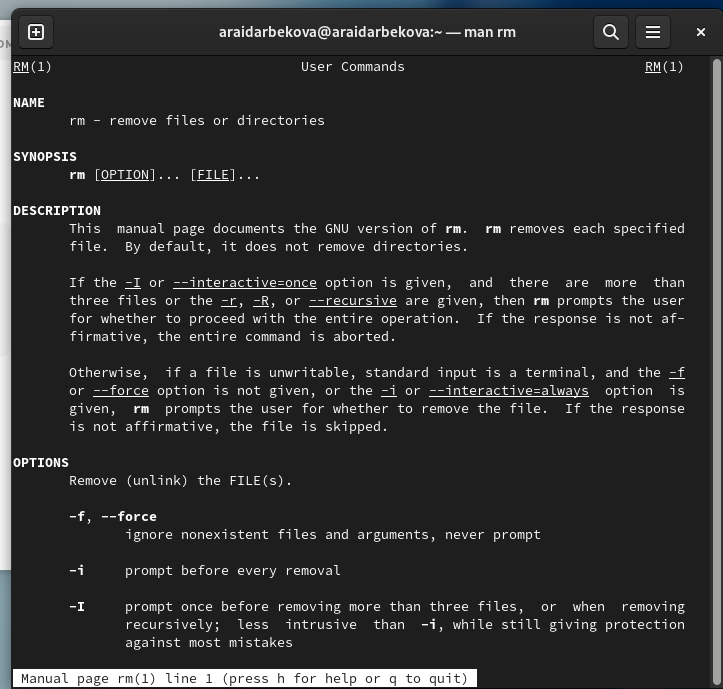 araidarbekova@araidarbekova:~ — man rm
RM(1) User Commands RM(1)
NAME
rm - remove files or directories
SYNOPSIS
rm [OPTION]... [FILE]...
DESCRIPTION
This manual page documents the GNU version of rm. rm removes each specified
file. By default, it does not remove directories.
If the -I or --interactive=once option is given, and there are more than
three files or the -r, -R, or --recursive are given, then rm prompts the user
for whether to proceed with the entire operation. If the response is not af-
firmative, the entire command is aborted.
Otherwise, if a file is unwritable, standard input is a terminal, and the -f
or --force option is not given, or the -i or --interactive=always option is
given, rm prompts the user for whether to remove the file. If the response
is not affirmative, the file is skipped.
OPTIONS
Remove (unlink) the FILE(s).
-f, --force
ignore nonexistent files and arguments, never prompt
-i prompt before every removal
-I prompt once before removing more than three files, or when removing
recursively; less intrusive than -i, while still giving protection
against most mistakes
Manual page rm(1) line 1 (press h for help or q to quit)